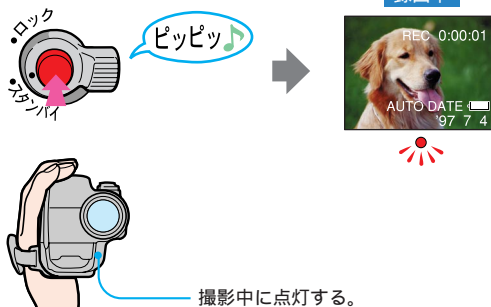 ロック
ピッピッ
スタンバイ
録画中
REC 0:00:01
AUTO DATE
'97 7 4
撮影中に点灯する。